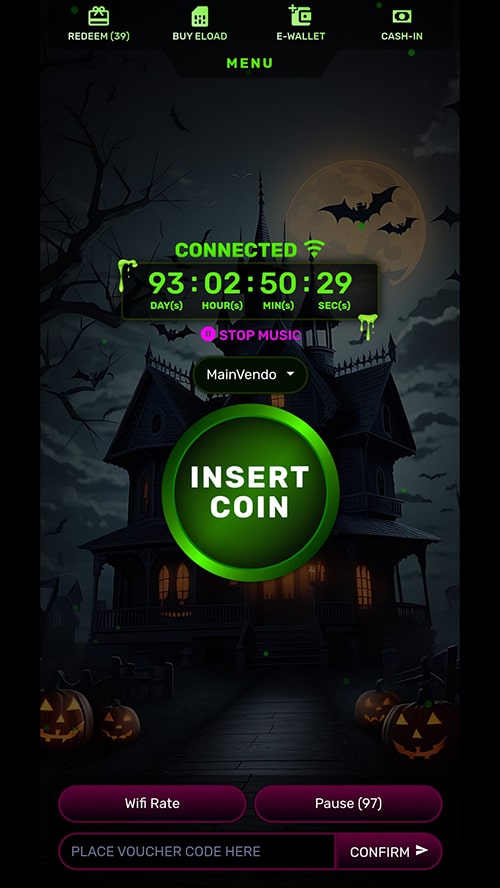 REDEEM (39) BUY ELOAD E-WALLET CASH-IN
MENU
CONNECTED
93 : 02 : 50 : 29
DAY(s) HOUR(s) MIN(s) SEC(s)
STOP MUSIC
MainVendo
INSERT
COIN
Wifi Rate Pause (97)
PLACE VOUCHER CODE HERE CONFIRM